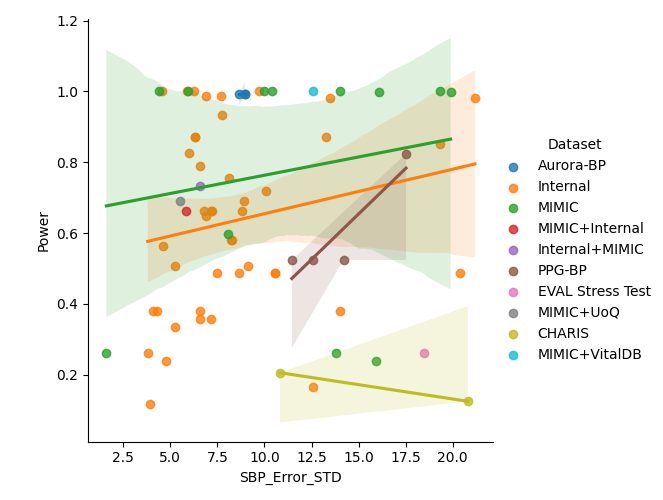 1.2
1.0
0.8
0.6
0.4
0.2
Power
2.5 5.0 7.5 10.0 12.5 15.0 17.5 20.0
SBP_Error_STD
Dataset
Aurora-BP
Internal
MIMIC
MIMIC+Internal
Internal+MIMIC
PPG-BP
EVAL Stress Test
MIMIC+UoQ
CHARIS
MIMIC+VitalDB